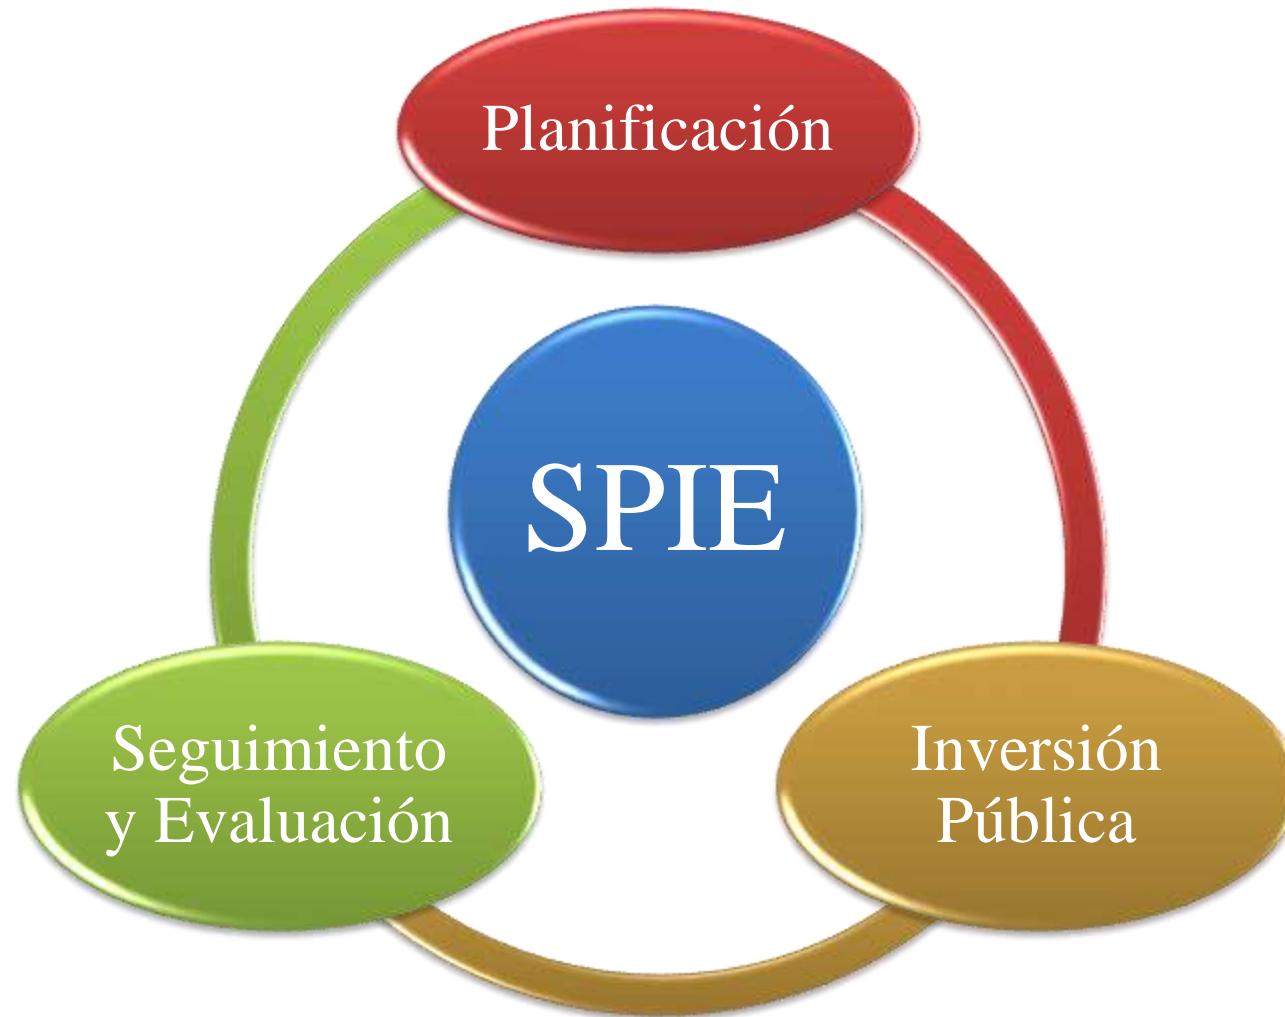 Planificación
SPIE
Seguimiento
y Evaluación
Inversión
Pública